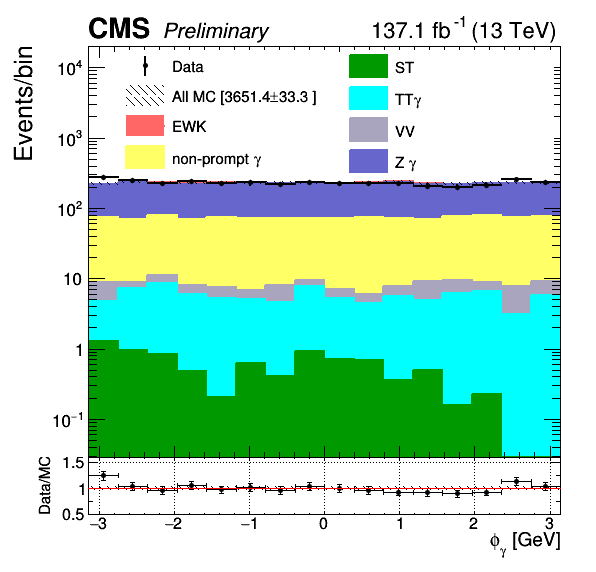 CMS Preliminary 137.1 fb⁻¹ (13 TeV)
Events/bin
10⁴
10³
10²
10
1
10⁻¹
Data
All MC [3651.4±33.3 ]
EWK
non-prompt γ
ST
TTγ
VV
Z γ
Data/MC
1.5
1
0.5
−3 −2 −1 0 1 2 3
ϕγ [GeV]